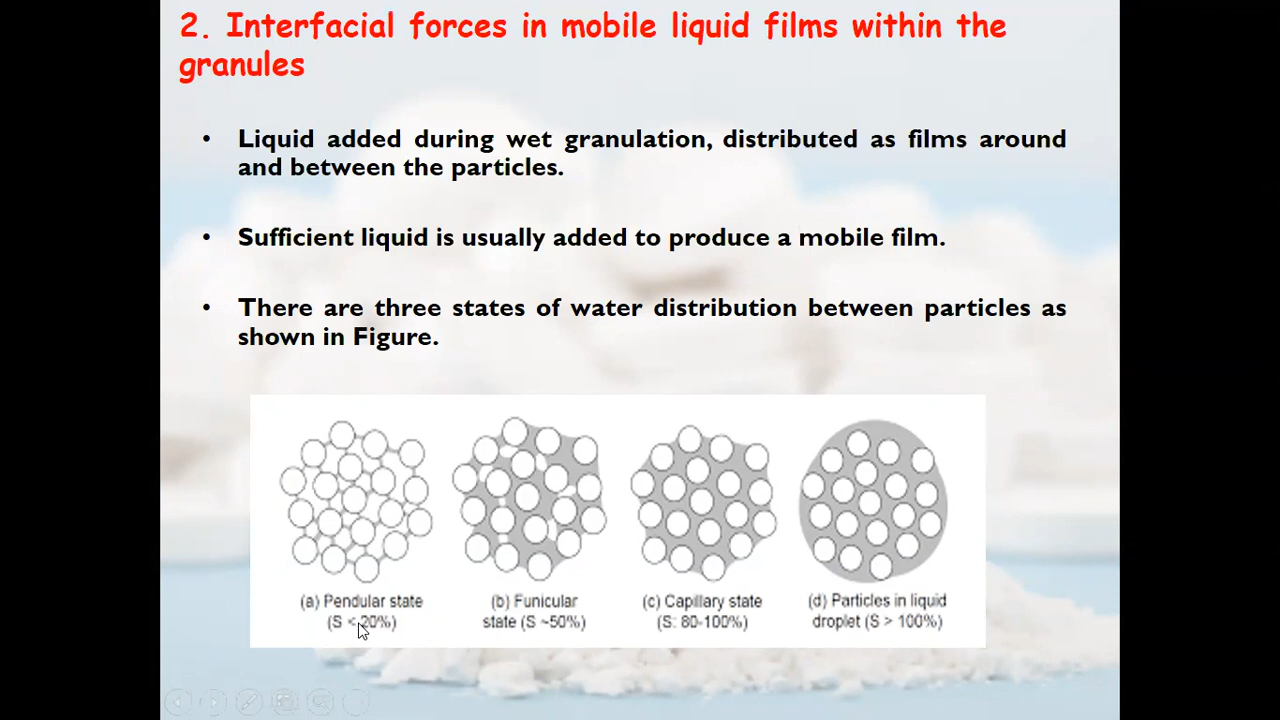 2. Interfacial forces in mobile liquid films within the
granules
• Liquid added during wet granulation, distributed as films around
and between the particles.
• Sufficient liquid is usually added to produce a mobile film.
• There are three states of water distribution between particles as
shown in Figure.
(a) Pendular state
(S < 20%)
(b) Funicular
state (S ~50%)
(c) Capillary state
(S: 80-100%)
(d) Particles in liquid
droplet (S > 100%)